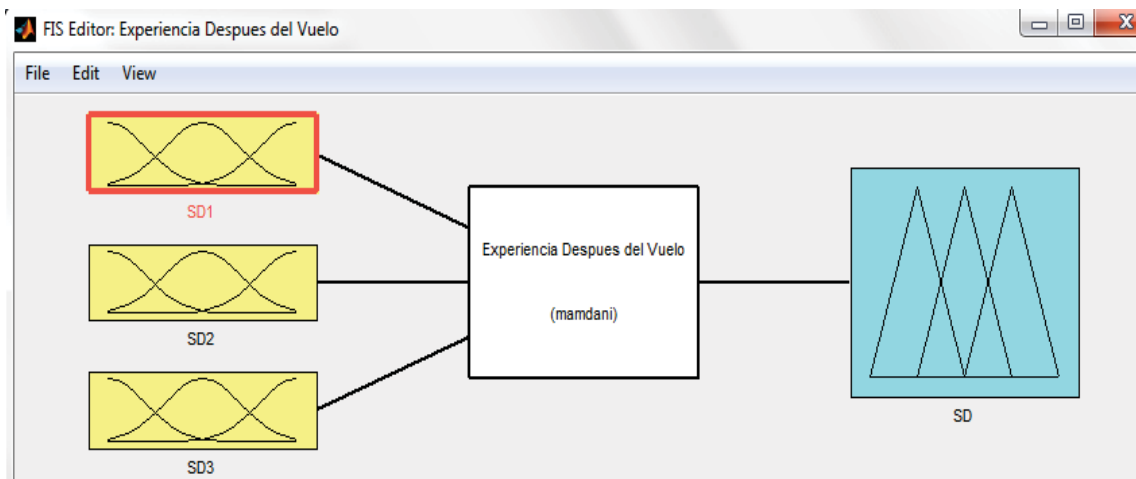 FIS Editor: Experiencia Despues del Vuelo
File Edit View
SD1
SD2
SD3
Experiencia Despues del Vuelo
(mamdani)
SD